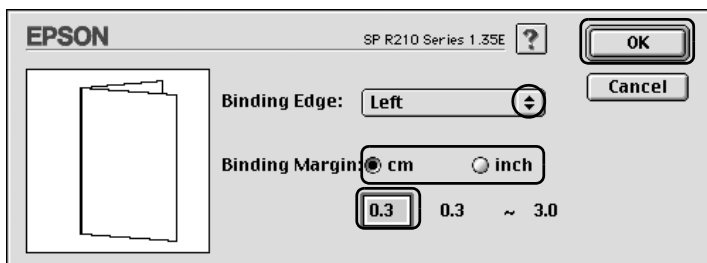 EPSON
SP R210 Series 1.35E
?
OK
Cancel
Binding Edge: Left
Binding Margin: cm inch
0.3 0.3 ~ 3.0